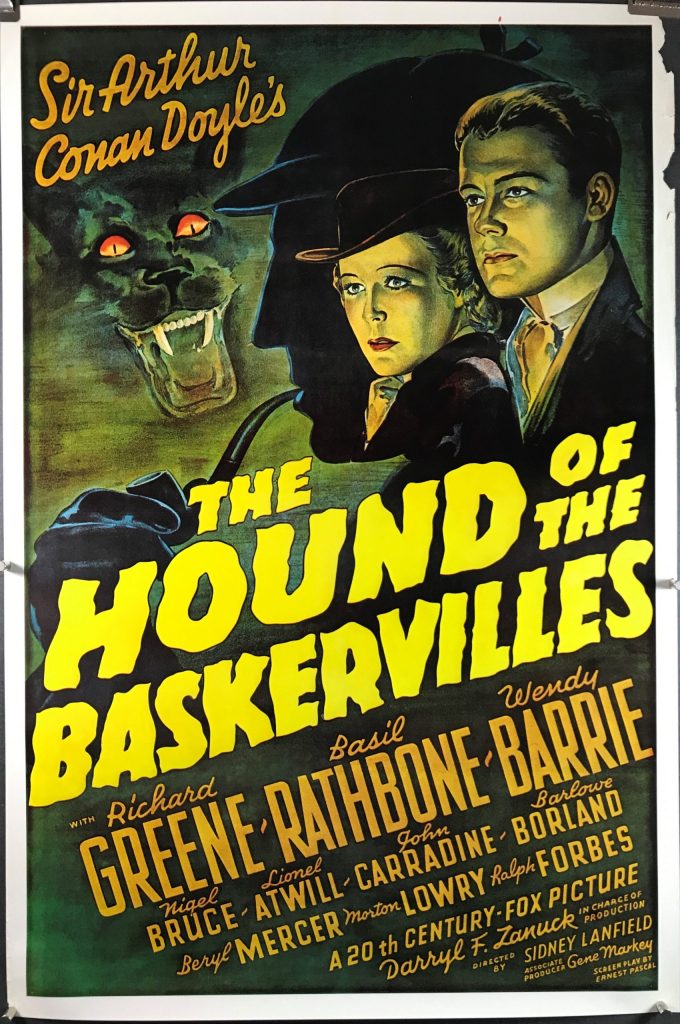 Sir Arthur
Conan Doyle's
THE
HOUND OF THE
BASKERVILLES
WITH Richard GREENE - Basil RATHBONE - Wendy BARRIE
Nigel BRUCE - Lionel ATWILL - John CARRADINE - Barlowe BORLAND
Beryl MERCER Morton LOWRY Ralph FORBES
A 20th CENTURY-FOX PICTURE
Darryl F. Zanuck IN CHARGE OF PRODUCTION
DIRECTED BY SIDNEY LANFIELD
ASSOCIATE PRODUCER Gene Markey
SCREEN PLAY BY ERNEST PASCAL